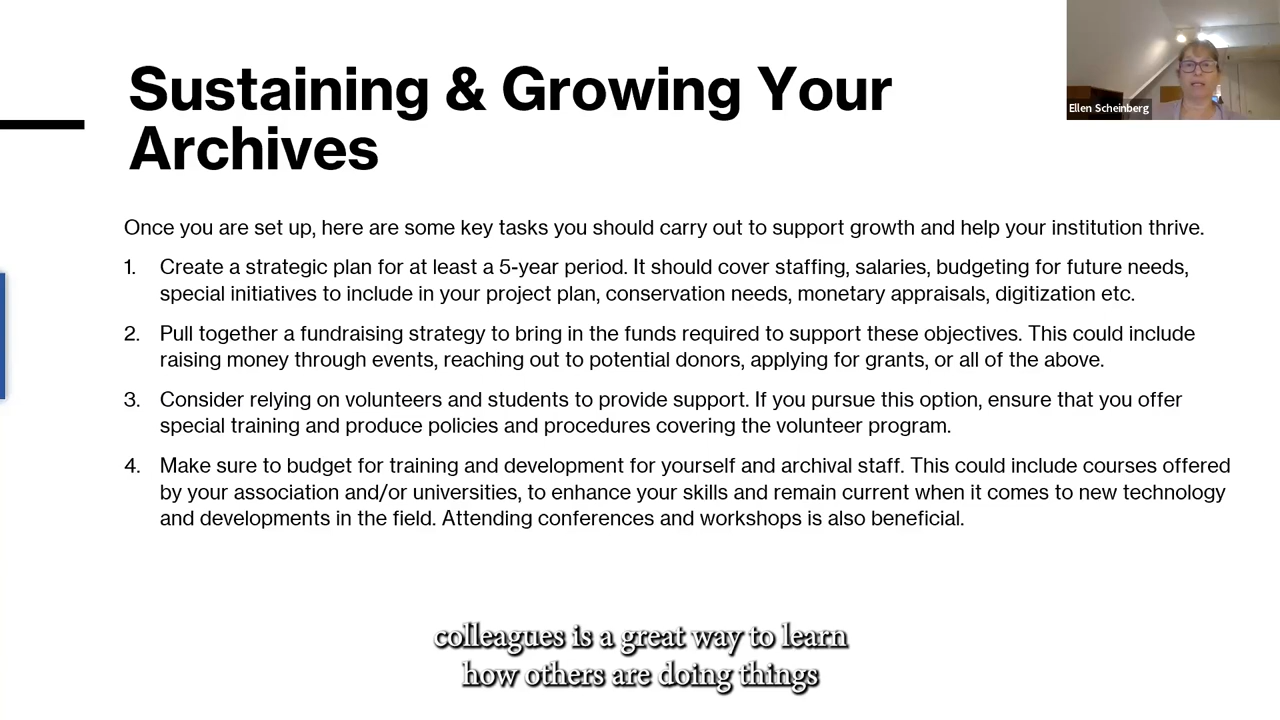 Sustaining & Growing Your
Archives
Ellen Scheinberg
Once you are set up, here are some key tasks you should carry out to support growth and help your institution thrive.
1. Create a strategic plan for at least a 5-year period. It should cover staffing, salaries, budgeting for future needs,
special initiatives to include in your project plan, conservation needs, monetary appraisals, digitization etc.
2. Pull together a fundraising strategy to bring in the funds required to support these objectives. This could include
raising money through events, reaching out to potential donors, applying for grants, or all of the above.
3. Consider relying on volunteers and students to provide support. If you pursue this option, ensure that you offer
special training and produce policies and procedures covering the volunteer program.
4. Make sure to budget for training and development for yourself and archival staff. This could include courses offered
by your association and/or universities, to enhance your skills and remain current when it comes to new technology
and developments in the field. Attending conferences and workshops is also beneficial.
colleagues is a great way to learn
how others are doing things